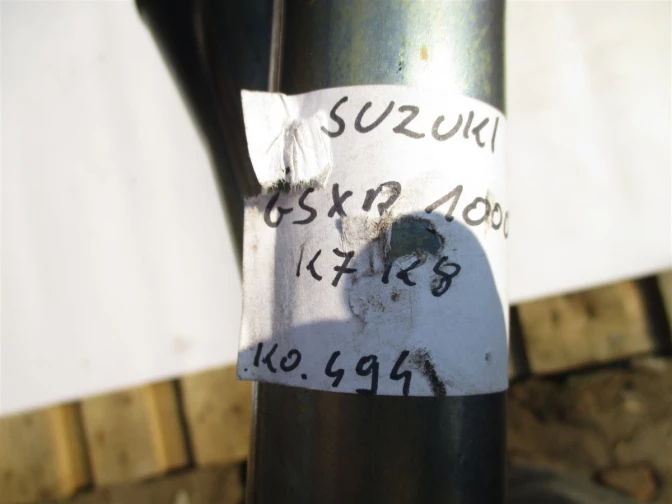 SUZUKI
GSXR 1000
K7 K8
KO. 494